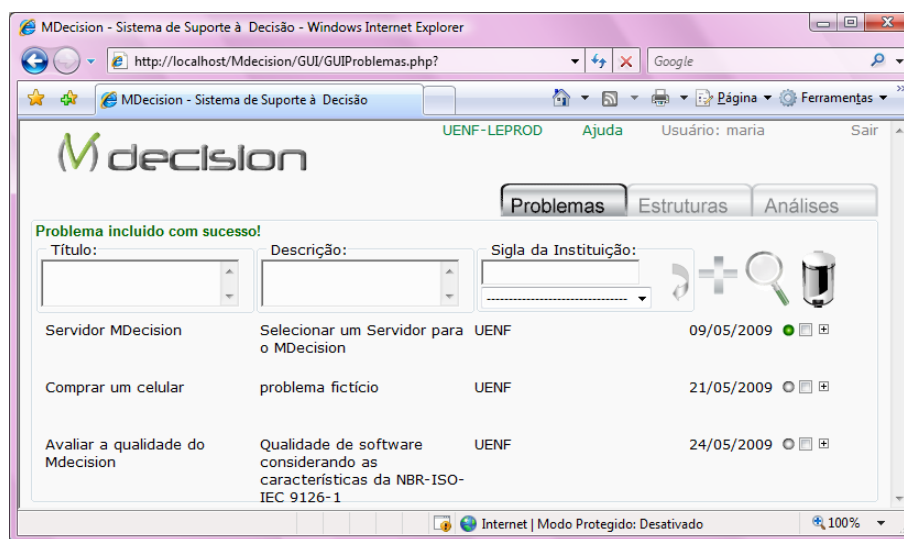 MDecision - Sistema de Suporte à Decisão - Windows Internet Explorer
http://localhost/Mdecision/GUI/GUIProblemas.php?
Google
MDecision - Sistema de Suporte à Decisão
Página
Ferramentas
UENF-LEPROD Ajuda Usuário: maria Sair
Mdecision
Problemas Estruturas Análises
Problema incluido com sucesso!
Título: Descrição: Sigla da Instituição:
--------------------------------
Servidor MDecision Selecionar um Servidor para UENF 09/05/2009
o MDecision
Comprar um celular problema fictício UENF 21/05/2009
Avaliar a qualidade do Qualidade de software UENF 24/05/2009
Mdecision considerando as
características da NBR-ISO-
IEC 9126-1
Internet | Modo Protegido: Desativado 100%